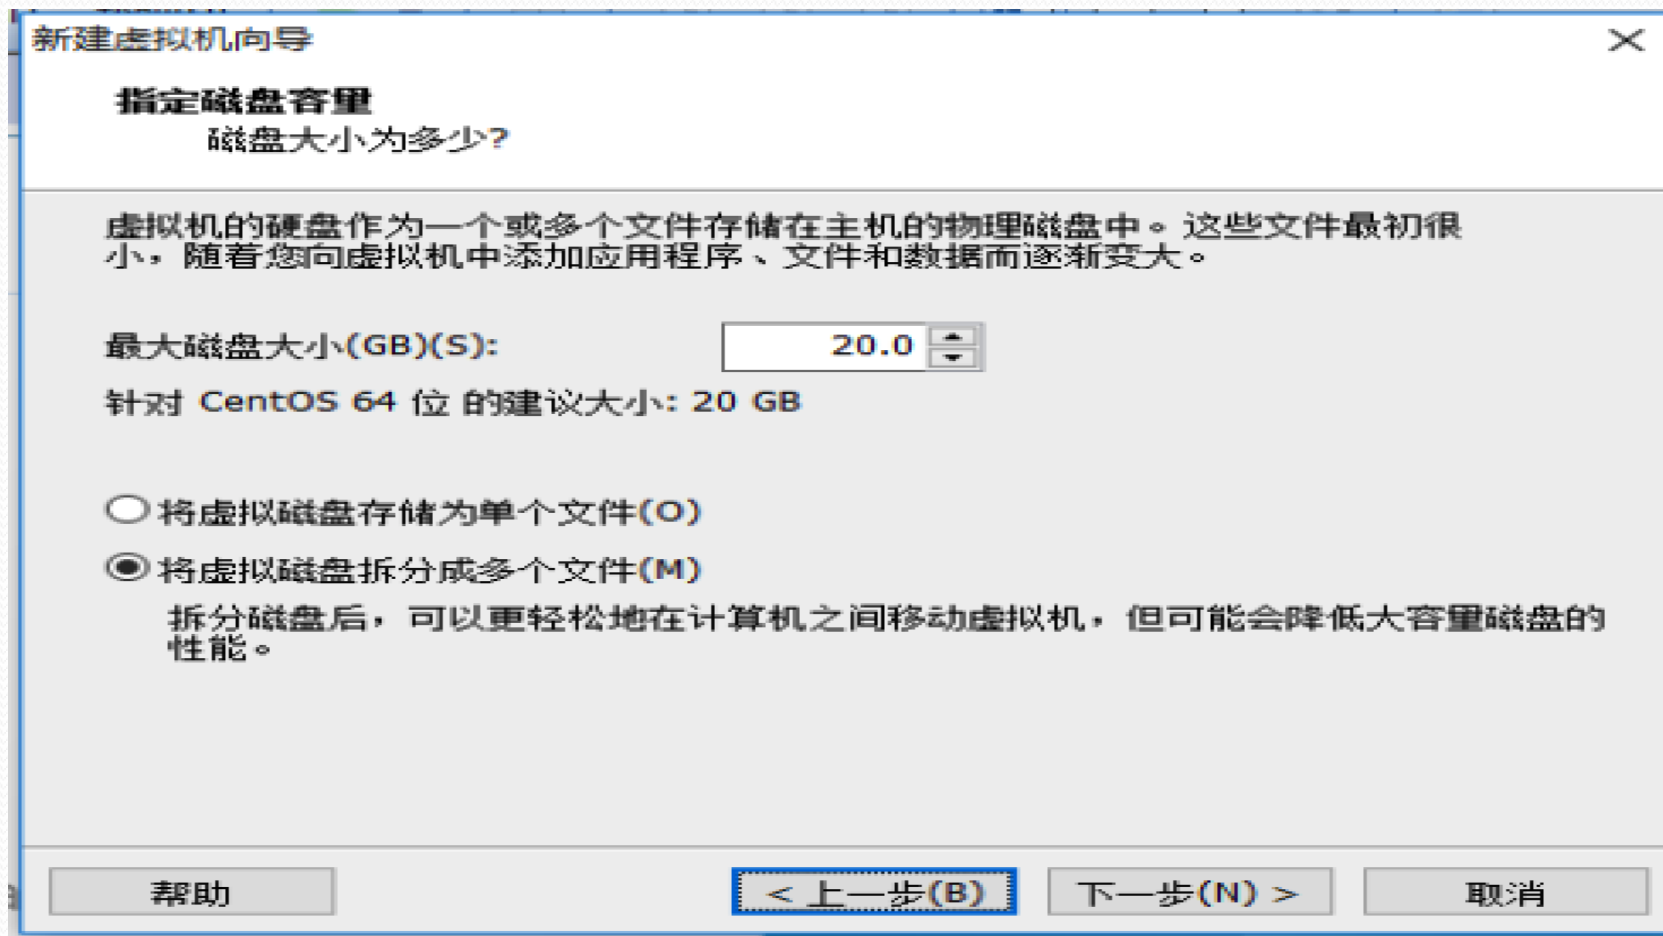 新建虚拟机向导
指定磁盘容量
磁盘大小为多少?
虚拟机的硬盘作为一个或多个文件存储在主机的物理磁盘中。这些文件最初很
小，随着您向虚拟机中添加应用程序、文件和数据而逐渐变大。
最大磁盘大小(GB)(S):
20.0
针对 CentOS 64 位 的建议大小: 20 GB
将虚拟磁盘存储为单个文件(O)
将虚拟磁盘拆分成多个文件(M)
拆分磁盘后，可以更轻松地在计算机之间移动虚拟机，但可能会降低大容量磁盘的
性能。
帮助
< 上一步(B)
下一步(N) >
取消